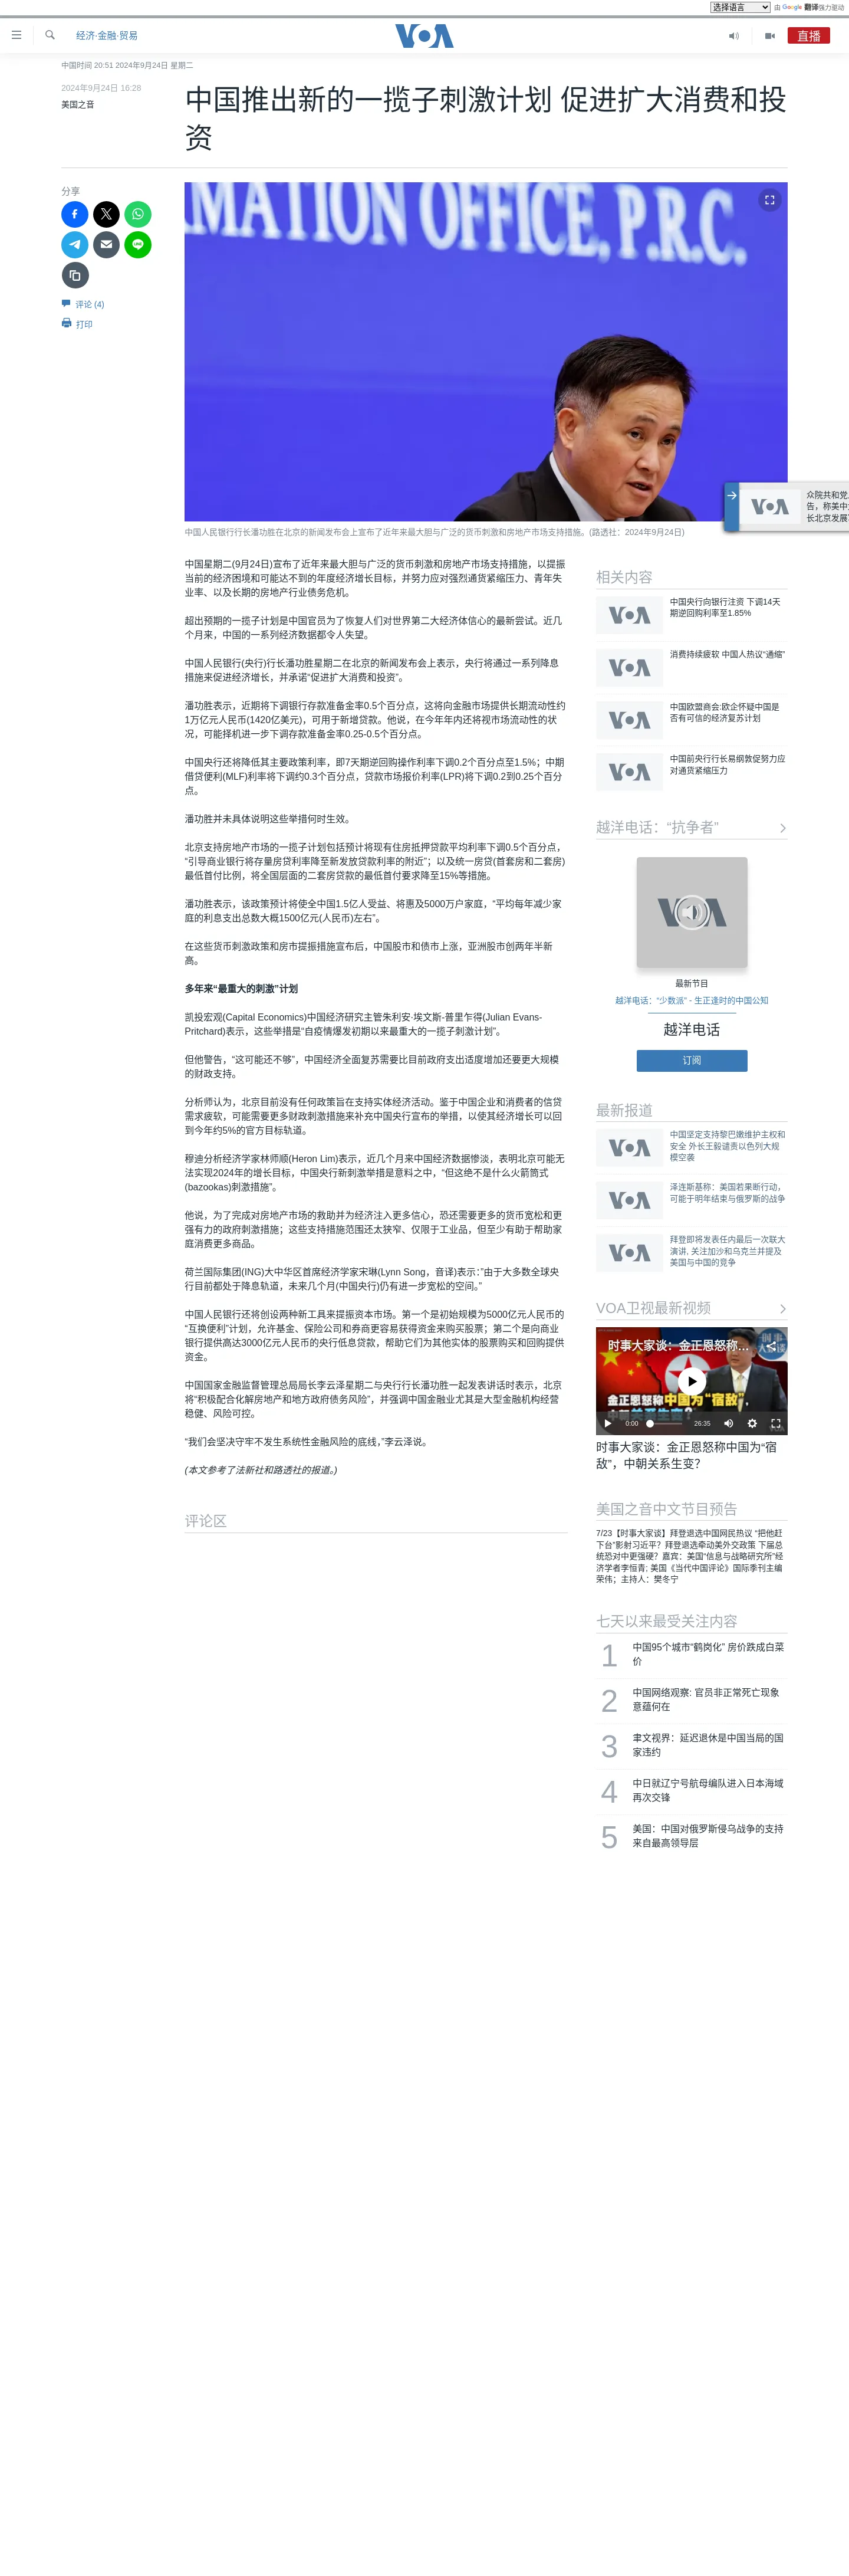 选择语言 由 Google 翻译强力驱动
经济·金融·贸易
VOA
直播
中国时间 20:51 2024年9月24日 星期二
2024年9月24日 16:28
美国之音
中国推出新的一揽子刺激计划 促进扩大消费和投
资
分享
评论 (4)
打印
MATION OFFICE, P.R.C.
中国人民银行行长潘功胜在北京的新闻发布会上宣布了近年来最大胆与广泛的货币刺激和房地产市场支持措施。(路透社：2024年9月24日)
VOA
众院共和党
告，称美中
长北京发展
中国星期二(9月24日)宣布了近年来最大胆与广泛的货币刺激和房地产市场支持措施，以提振
当前的经济困境和可能达不到的年度经济增长目标，并努力应对强烈通货紧缩压力、青年失
业率、以及长期的房地产行业债务危机。
超出预期的一揽子计划是中国官员为了恢复人们对世界第二大经济体信心的最新尝试。近几
个月来，中国的一系列经济数据都令人失望。
中国人民银行(央行)行长潘功胜星期二在北京的新闻发布会上表示，央行将通过一系列降息
措施来促进经济增长，并承诺“促进扩大消费和投资”。
潘功胜表示，近期将下调银行存款准备金率0.5个百分点，这将向金融市场提供长期流动性约
1万亿元人民币(1420亿美元)，可用于新增贷款。他说，在今年年内还将视市场流动性的状
况，可能择机进一步下调存款准备金率0.25-0.5个百分点。
中国央行还将降低其主要政策利率，即7天期逆回购操作利率下调0.2个百分点至1.5%；中期
借贷便利(MLF)利率将下调约0.3个百分点，贷款市场报价利率(LPR)将下调0.2到0.25个百分
点。
潘功胜并未具体说明这些举措何时生效。
北京支持房地产市场的一揽子计划包括预计将现有住房抵押贷款平均利率下调0.5个百分点，
“引导商业银行将存量房贷利率降至新发放贷款利率的附近”；以及统一房贷(首套房和二套房)
最低首付比例，将全国层面的二套房贷款的最低首付要求降至15%等措施。
潘功胜表示，该政策预计将使全中国1.5亿人受益、将惠及5000万户家庭，“平均每年减少家
庭的利息支出总数大概1500亿元(人民币)左右”。
在这些货币刺激政策和房市提振措施宣布后，中国股市和债市上涨，亚洲股市创两年半新
高。
多年来“最重大的刺激”计划
凯投宏观(Capital Economics)中国经济研究主管朱利安·埃文斯-普里乍得(Julian Evans-
Pritchard)表示，这些举措是“自疫情爆发初期以来最重大的一揽子刺激计划”。
但他警告，“这可能还不够”，中国经济全面复苏需要比目前政府支出适度增加还要更大规模
的财政支持。
分析师认为，北京目前没有任何政策旨在支持实体经济活动。鉴于中国企业和消费者的信贷
需求疲软，可能需要更多财政刺激措施来补充中国央行宣布的举措，以使其经济增长可以回
到今年约5%的官方目标轨道。
穆迪分析经济学家林师顺(Heron Lim)表示，近几个月来中国经济数据惨淡，表明北京可能无
法实现2024年的增长目标，中国央行新刺激举措是意料之中，“但这绝不是什么火箭筒式
(bazookas)刺激措施”。
他说，为了完成对房地产市场的救助并为经济注入更多信心，恐还需要更多的货币宽松和更
强有力的政府刺激措施；这些支持措施范围还太狭窄、仅限于工业品，但至少有助于帮助家
庭消费更多商品。
荷兰国际集团(ING)大中华区首席经济学家宋琳(Lynn Song，音译)表示：”由于大多数全球央
行目前都处于降息轨道，未来几个月(中国央行)仍有进一步宽松的空间。”
中国人民银行还将创设两种新工具来提振资本市场。第一个是初始规模为5000亿元人民币的
“互换便利”计划，允许基金、保险公司和券商更容易获得资金来购买股票；第二个是向商业
银行提供高达3000亿元人民币的央行低息贷款，帮助它们为其他实体的股票购买和回购提供
资金。
中国国家金融监督管理总局局长李云泽星期二与央行行长潘功胜一起发表讲话时表示，北京
将“积极配合化解房地产和地方政府债务风险”，并强调中国金融业尤其是大型金融机构经营
稳健、风险可控。
“我们会坚决守牢不发生系统性金融风险的底线，”李云泽说。
(本文参考了法新社和路透社的报道。)
评论区
相关内容
VOA
中国央行向银行注资 下调14天
期逆回购利率至1.85%
VOA
消费持续疲软 中国人热议“通缩”
VOA
中国欧盟商会:欧企怀疑中国是
否有可信的经济复苏计划
VOA
中国前央行行长易纲敦促努力应
对通货紧缩压力
越洋电话：“抗争者”
VOA
最新节目
越洋电话：“少数派” - 生正逢时的中国公知
越洋电话
订阅
最新报道
VOA
中国坚定支持黎巴嫩维护主权和
安全 外长王毅谴责以色列大规
模空袭
VOA
泽连斯基称：美国若果断行动，
可能于明年结束与俄罗斯的战争
VOA
拜登即将发表任内最后一次联大
演讲, 关注加沙和乌克兰并提及
美国与中国的竞争
VOA卫视最新视频
时事大家谈：金正恩怒称...
金正恩怒称中国为“宿敌”，
中朝关系生变？
0:00 26:35
时事大家谈：金正恩怒称中国为“宿
敌”，中朝关系生变？
美国之音中文节目预告
7/23【时事大家谈】拜登退选中国网民热议 “把他赶
下台”影射习近平？拜登退选牵动美外交政策 下届总
统恐对中更强硬？嘉宾：美国“信息与战略研究所”经
济学者李恒青; 美国《当代中国评论》国际季刊主编
荣伟；主持人：樊冬宁
七天以来最受关注内容
1
中国95个城市“鹤岗化” 房价跌成白菜
价
2
中国网络观察: 官员非正常死亡现象
意蕴何在
3
聿文视界：延迟退休是中国当局的国
家违约
4
中日就辽宁号航母编队进入日本海域
再次交锋
5
美国：中国对俄罗斯侵乌战争的支持
来自最高领导层